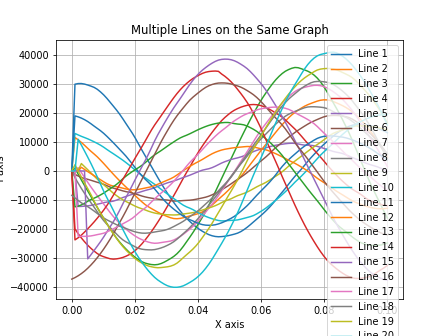 Multiple Lines on the Same Graph
40000
30000
20000
10000
0
−10000
−20000
−30000
−40000
0.00
0.02
0.04
0.06
X axis
Line 1
Line 2
Line 3
Line 4
Line 5
Line 6
Line 7
Line 8
Line 9
Line 10
Line 11
Line 12
Line 13
Line 14
Line 15
Line 16
Line 17
Line 18
Line 19
Line 20